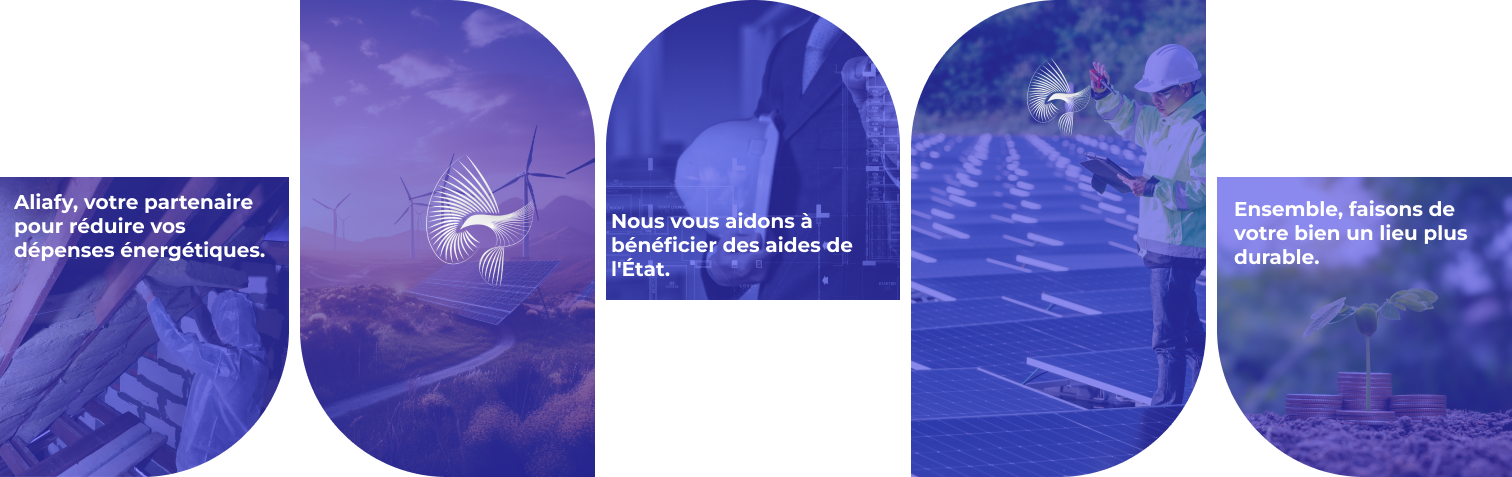 Aliafy, votre partenaire
pour réduire vos
dépenses énergétiques.
Nous vous aidons à
bénéficier des aides de
l'État.
Ensemble, faisons de
votre bien un lieu plus
durable.